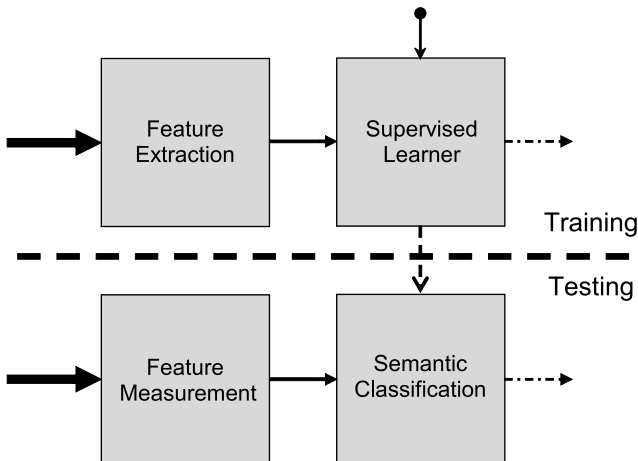 Feature
Extraction
Supervised
Learner
Training
Testing
Feature
Measurement
Semantic
Classification